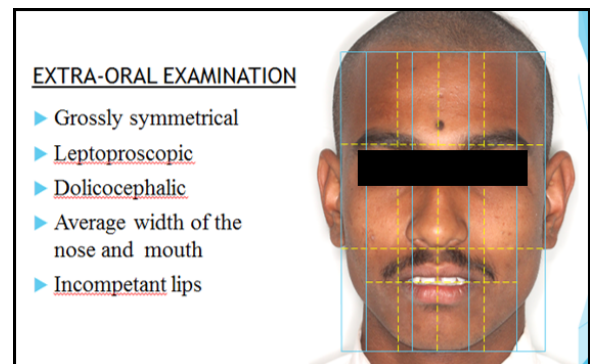 EXTRA-ORAL EXAMINATION
Grossly symmetrical
Leptoproscopic
Dolicocephalic
Average width of the
nose and mouth
Incompetant lips